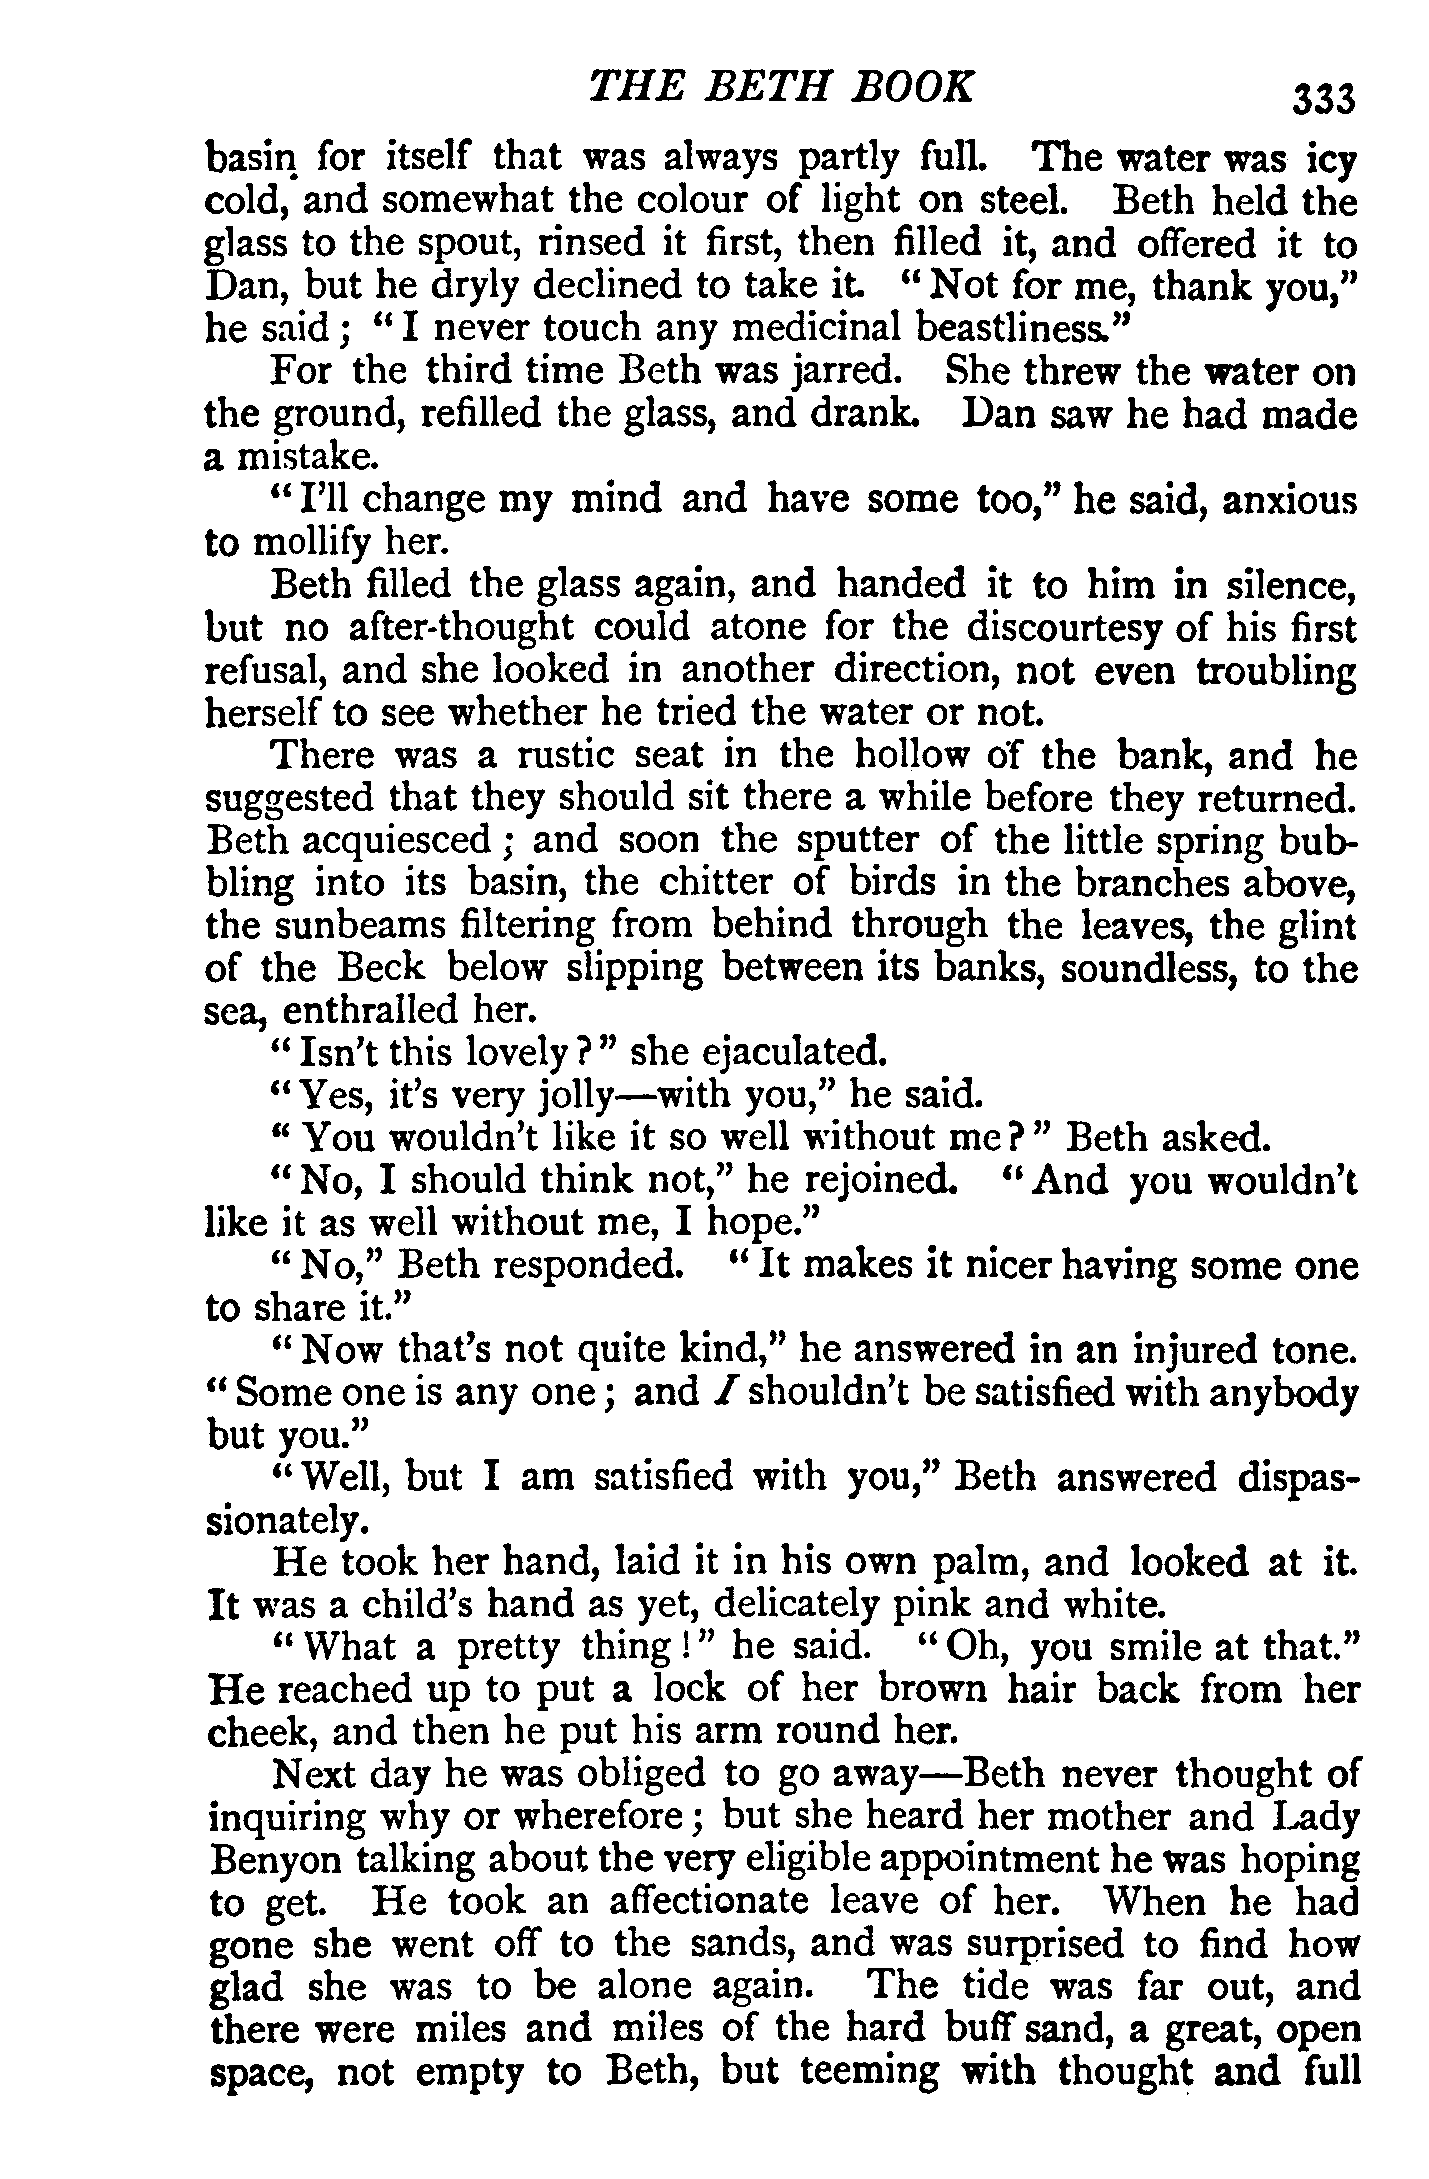 THE BETH BOOK 333
basin for itself that was always partly full. The water was icy
cold, and somewhat the colour of light on steel. Beth held the
glass to the spout, rinsed it first, then filled it, and offered it to
Dan, but he dryly declined to take it. “ Not for me, thank you,”
he said ; “ I never touch any medicinal beastliness.”
For the third time Beth was jarred. She threw the water on
the ground, refilled the glass, and drank. Dan saw he had made
a mistake.
“ I’ll change my mind and have some too,” he said, anxious
to mollify her.
Beth filled the glass again, and handed it to him in silence,
but no after-thought could atone for the discourtesy of his first
refusal, and she looked in another direction, not even troubling
herself to see whether he tried the water or not.
There was a rustic seat in the hollow of the bank, and he
suggested that they should sit there a while before they returned.
Beth acquiesced ; and soon the sputter of the little spring bub-
bling into its basin, the chitter of birds in the branches above,
the sunbeams filtering from behind through the leaves, the glint
of the Beck below slipping between its banks, soundless, to the
sea, enthralled her.
“ Isn’t this lovely ? ” she ejaculated.
“ Yes, it’s very jolly—with you,” he said.
“ You wouldn’t like it so well without me ? ” Beth asked.
“ No, I should think not,” he rejoined. “ And you wouldn’t
like it as well without me, I hope.”
“ No,” Beth responded. “ It makes it nicer having some one
to share it.”
“ Now that’s not quite kind,” he answered in an injured tone.
“ Some one is any one ; and I shouldn’t be satisfied with anybody
but you.”
“ Well, but I am satisfied with you,” Beth answered dispas-
sionately.
He took her hand, laid it in his own palm, and looked at it.
It was a child’s hand as yet, delicately pink and white.
“ What a pretty thing ! ” he said. “ Oh, you smile at that.”
He reached up to put a lock of her brown hair back from her
cheek, and then he put his arm round her.
Next day he was obliged to go away—Beth never thought of
inquiring why or wherefore ; but she heard her mother and Lady
Benyon talking about the very eligible appointment he was hoping
to get. He took an affectionate leave of her. When he had
gone she went off to the sands, and was surprised to find how
glad she was to be alone again. The tide was far out, and
there were miles and miles of the hard buff sand, a great, open
space, not empty to Beth, but teeming with thought and full